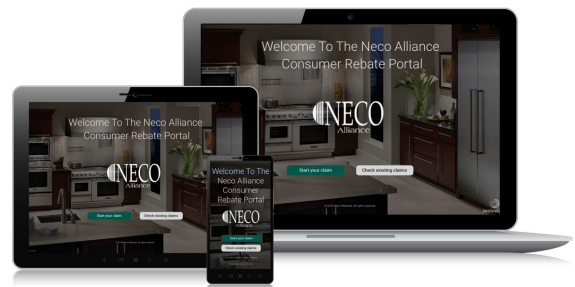 Welcome To The Neco Alliance
Consumer Rebate Portal
NECO
Alliance
Start your claim
Check existing claims
Welcome To The Neco Alliance
Consumer Rebate Portal
NECO
Alliance
Start your claim
Check existing claims
Welcome To The
Neco Alliance
Consumer
Rebate Portal
NECO
Alliance
Start your claim
Check existing claims